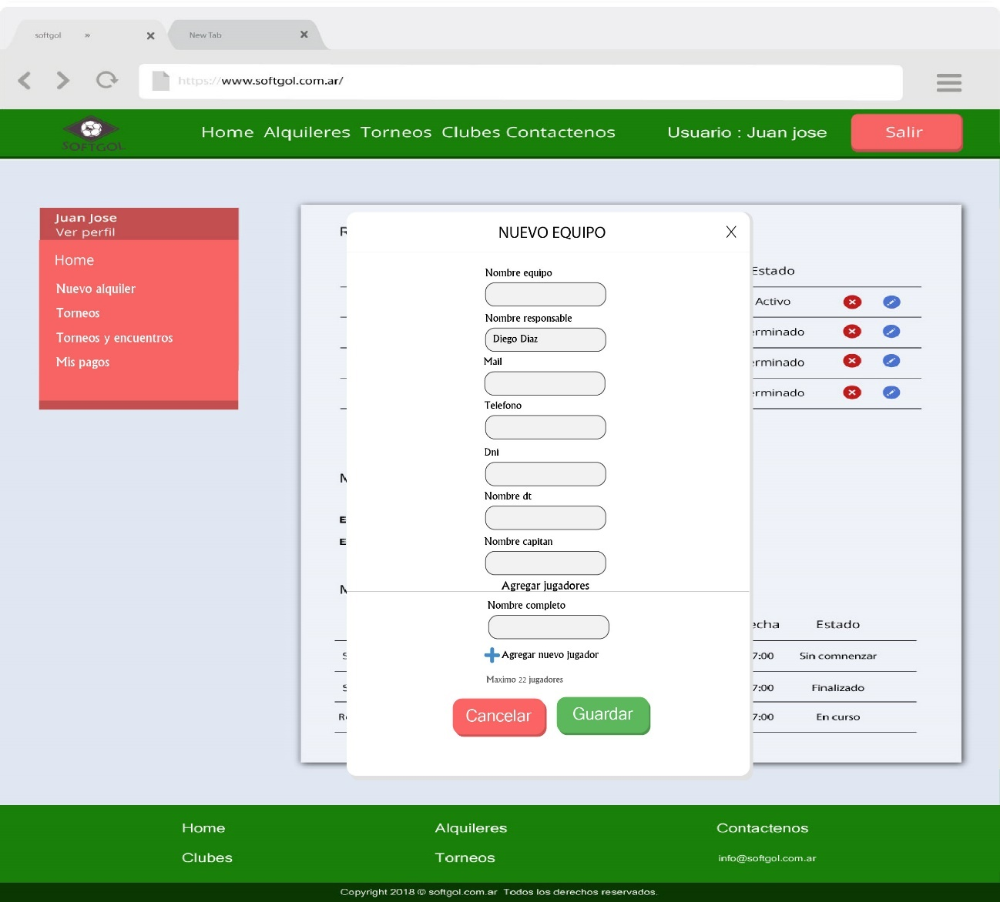 softgol »
New Tab
https://www.softgol.com.ar/
SOFTGOL
Home Alquileres Torneos Clubes Contactenos Usuario : Juan jose Salir
Juan Jose
Ver perfil
Home
Nuevo alquiler
Torneos
Torneos y encuentros
Mis pagos
NUEVO EQUIPO X
Nombre equipo
Nombre responsable
Diego Diaz
Mail
Telefono
Dni
Nombre dt
Nombre capitan
Agregar jugadores
Nombre completo
Agregar nuevo jugador
Maximo 22 jugadores
Cancelar Guardar
Estado
Activo
erminado
erminado
erminado
echa Estado
7:00 Sin comnenzar
7:00 Finalizado
7:00 En curso
Home Alquileres Contactenos
Clubes Torneos info@softgol.com.ar
Copyright 2018 © softgol.com.ar Todos los derechos reservados.